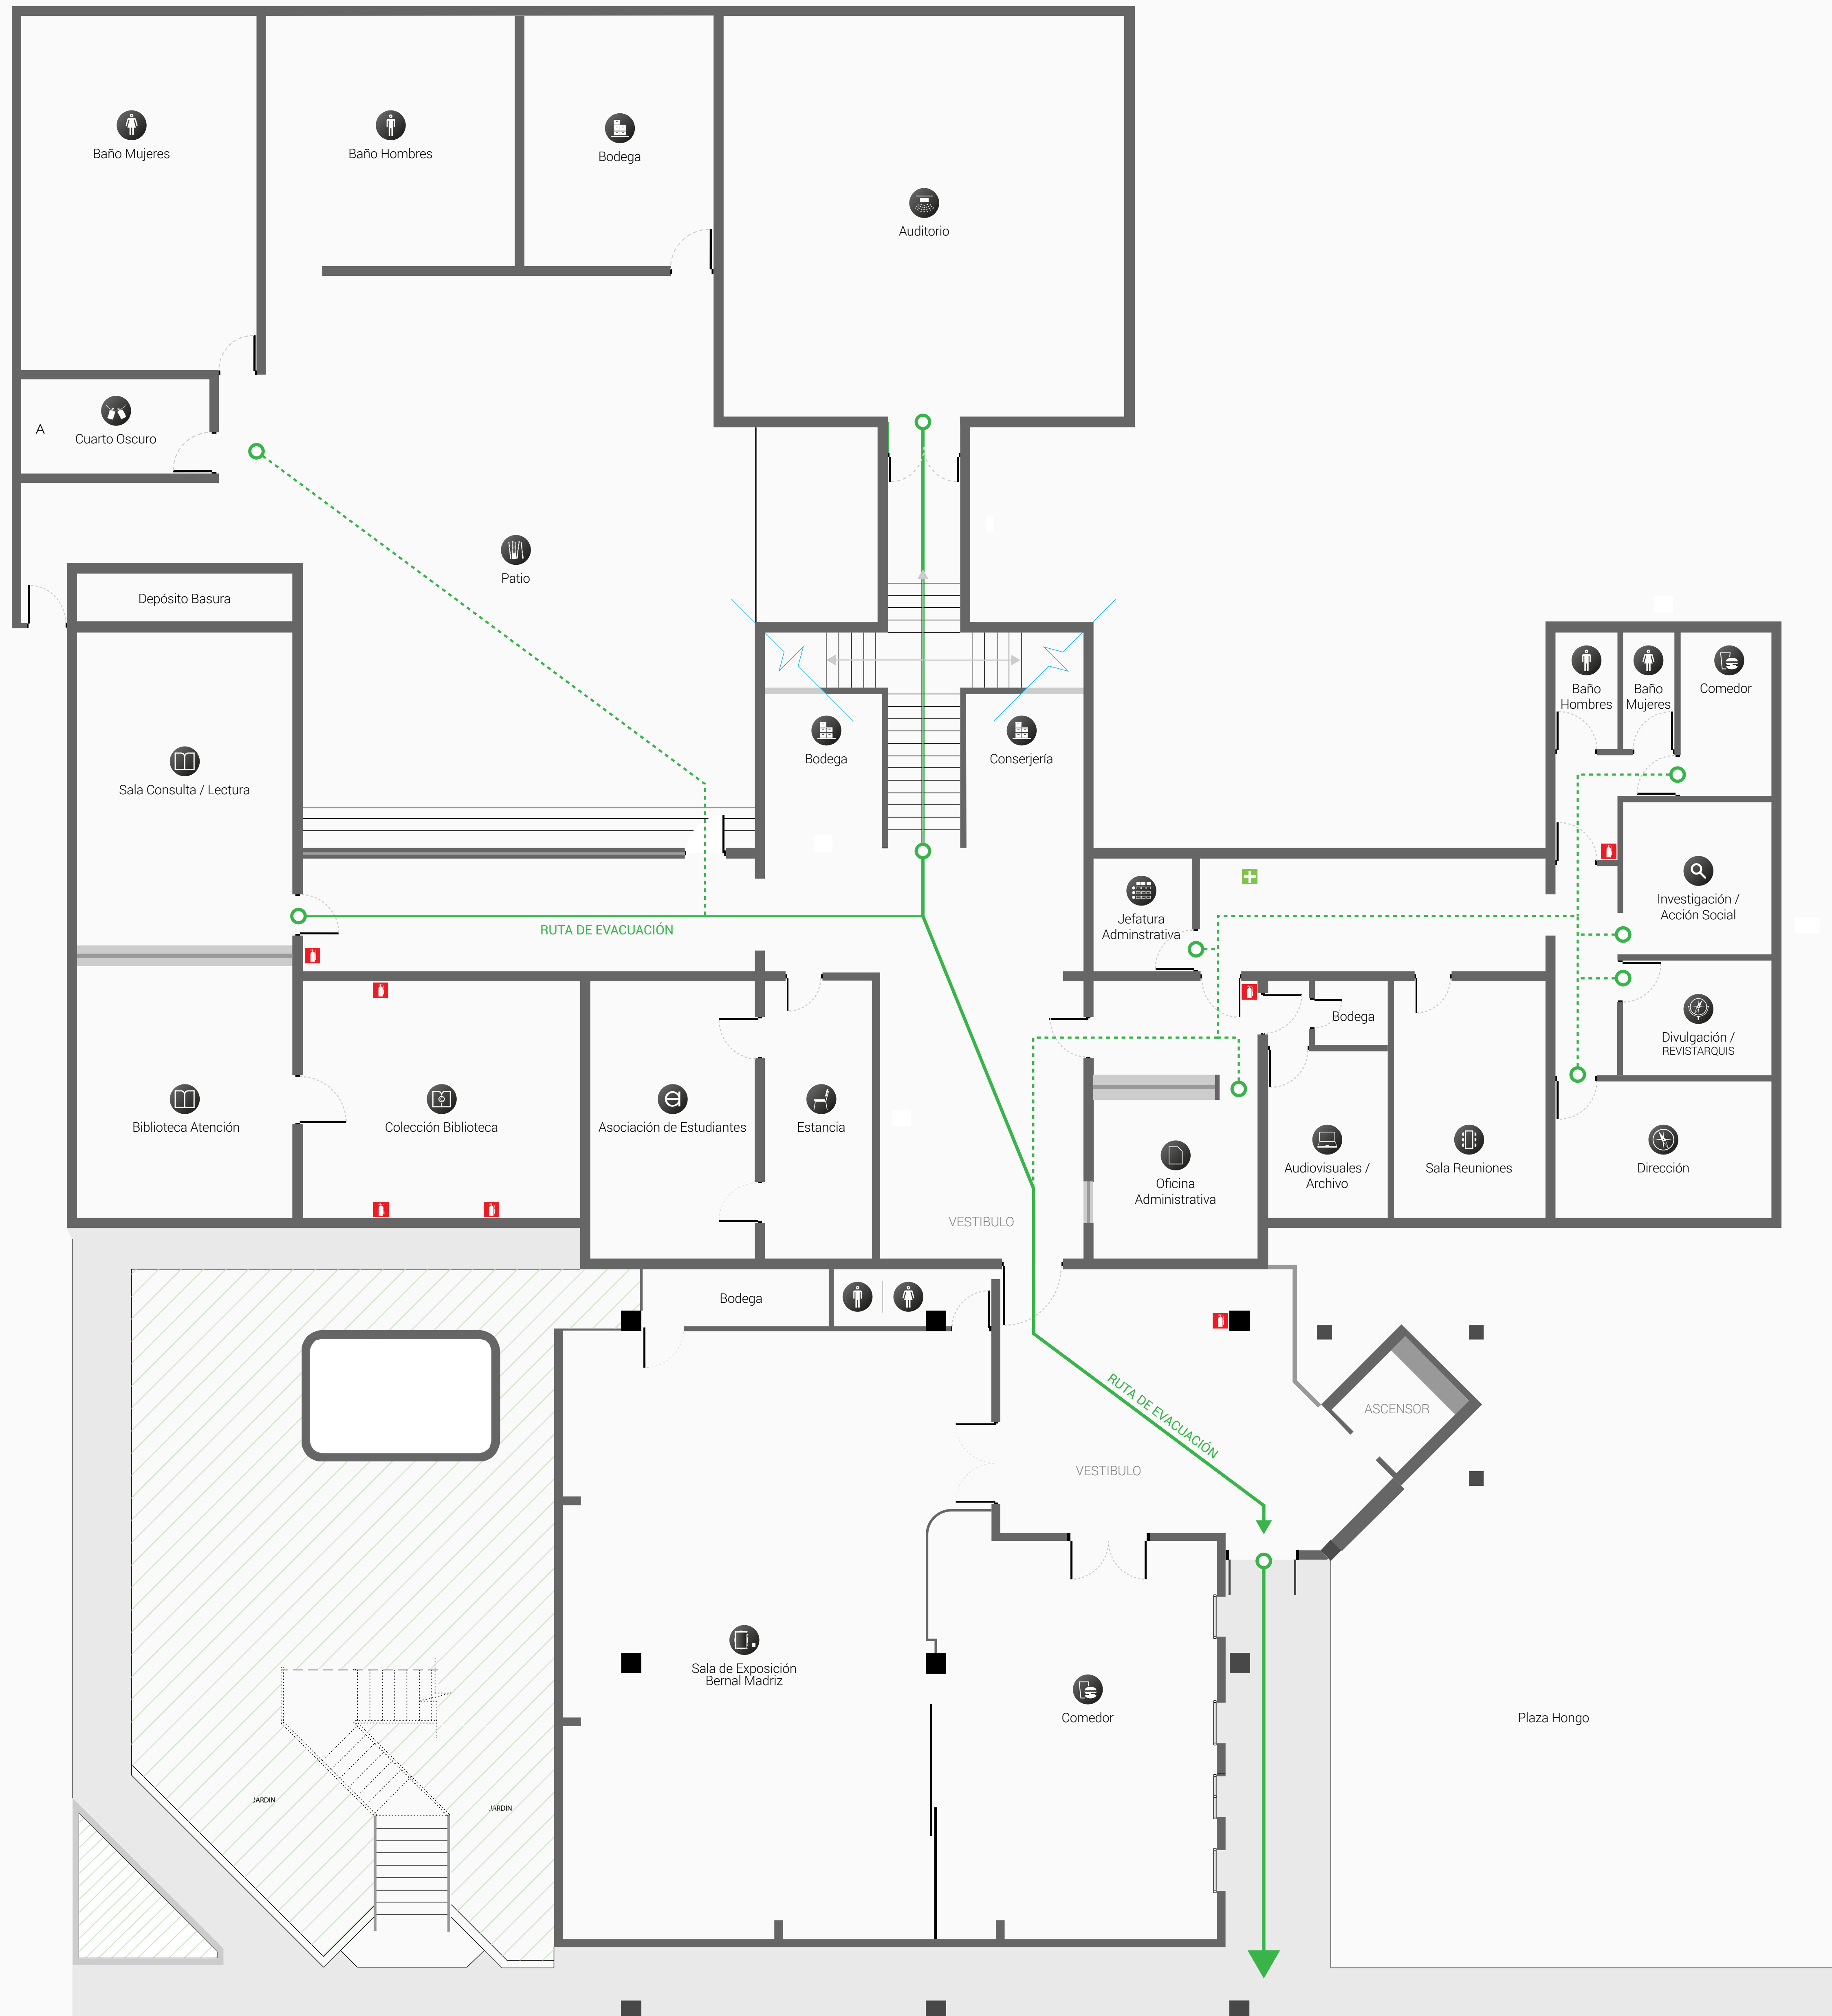 Baño Mujeres
Baño Hombres
Bodega
Auditorio
A
Cuarto Oscuro
Patio
Depósito Basura
Baño
Hombres
Baño
Mujeres
Comedor
Bodega
Conserjería
Sala Consulta / Lectura
Jefatura
Adminstrativa
Investigación /
Acción Social
RUTA DE EVACUACIÓN
Bodega
Divulgación /
REVISTARQUIS
Biblioteca Atención
Colección Biblioteca
Asociación de Estudiantes
Estancia
Oficina
Administrativa
Audiovisuales /
Archivo
Sala Reuniones
Dirección
VESTIBULO
Bodega
RUTA DE EVACUACIÓN
ASCENSOR
VESTIBULO
Sala de Exposición
Bernal Madriz
Comedor
Plaza Hongo
JARDIN
JARDIN